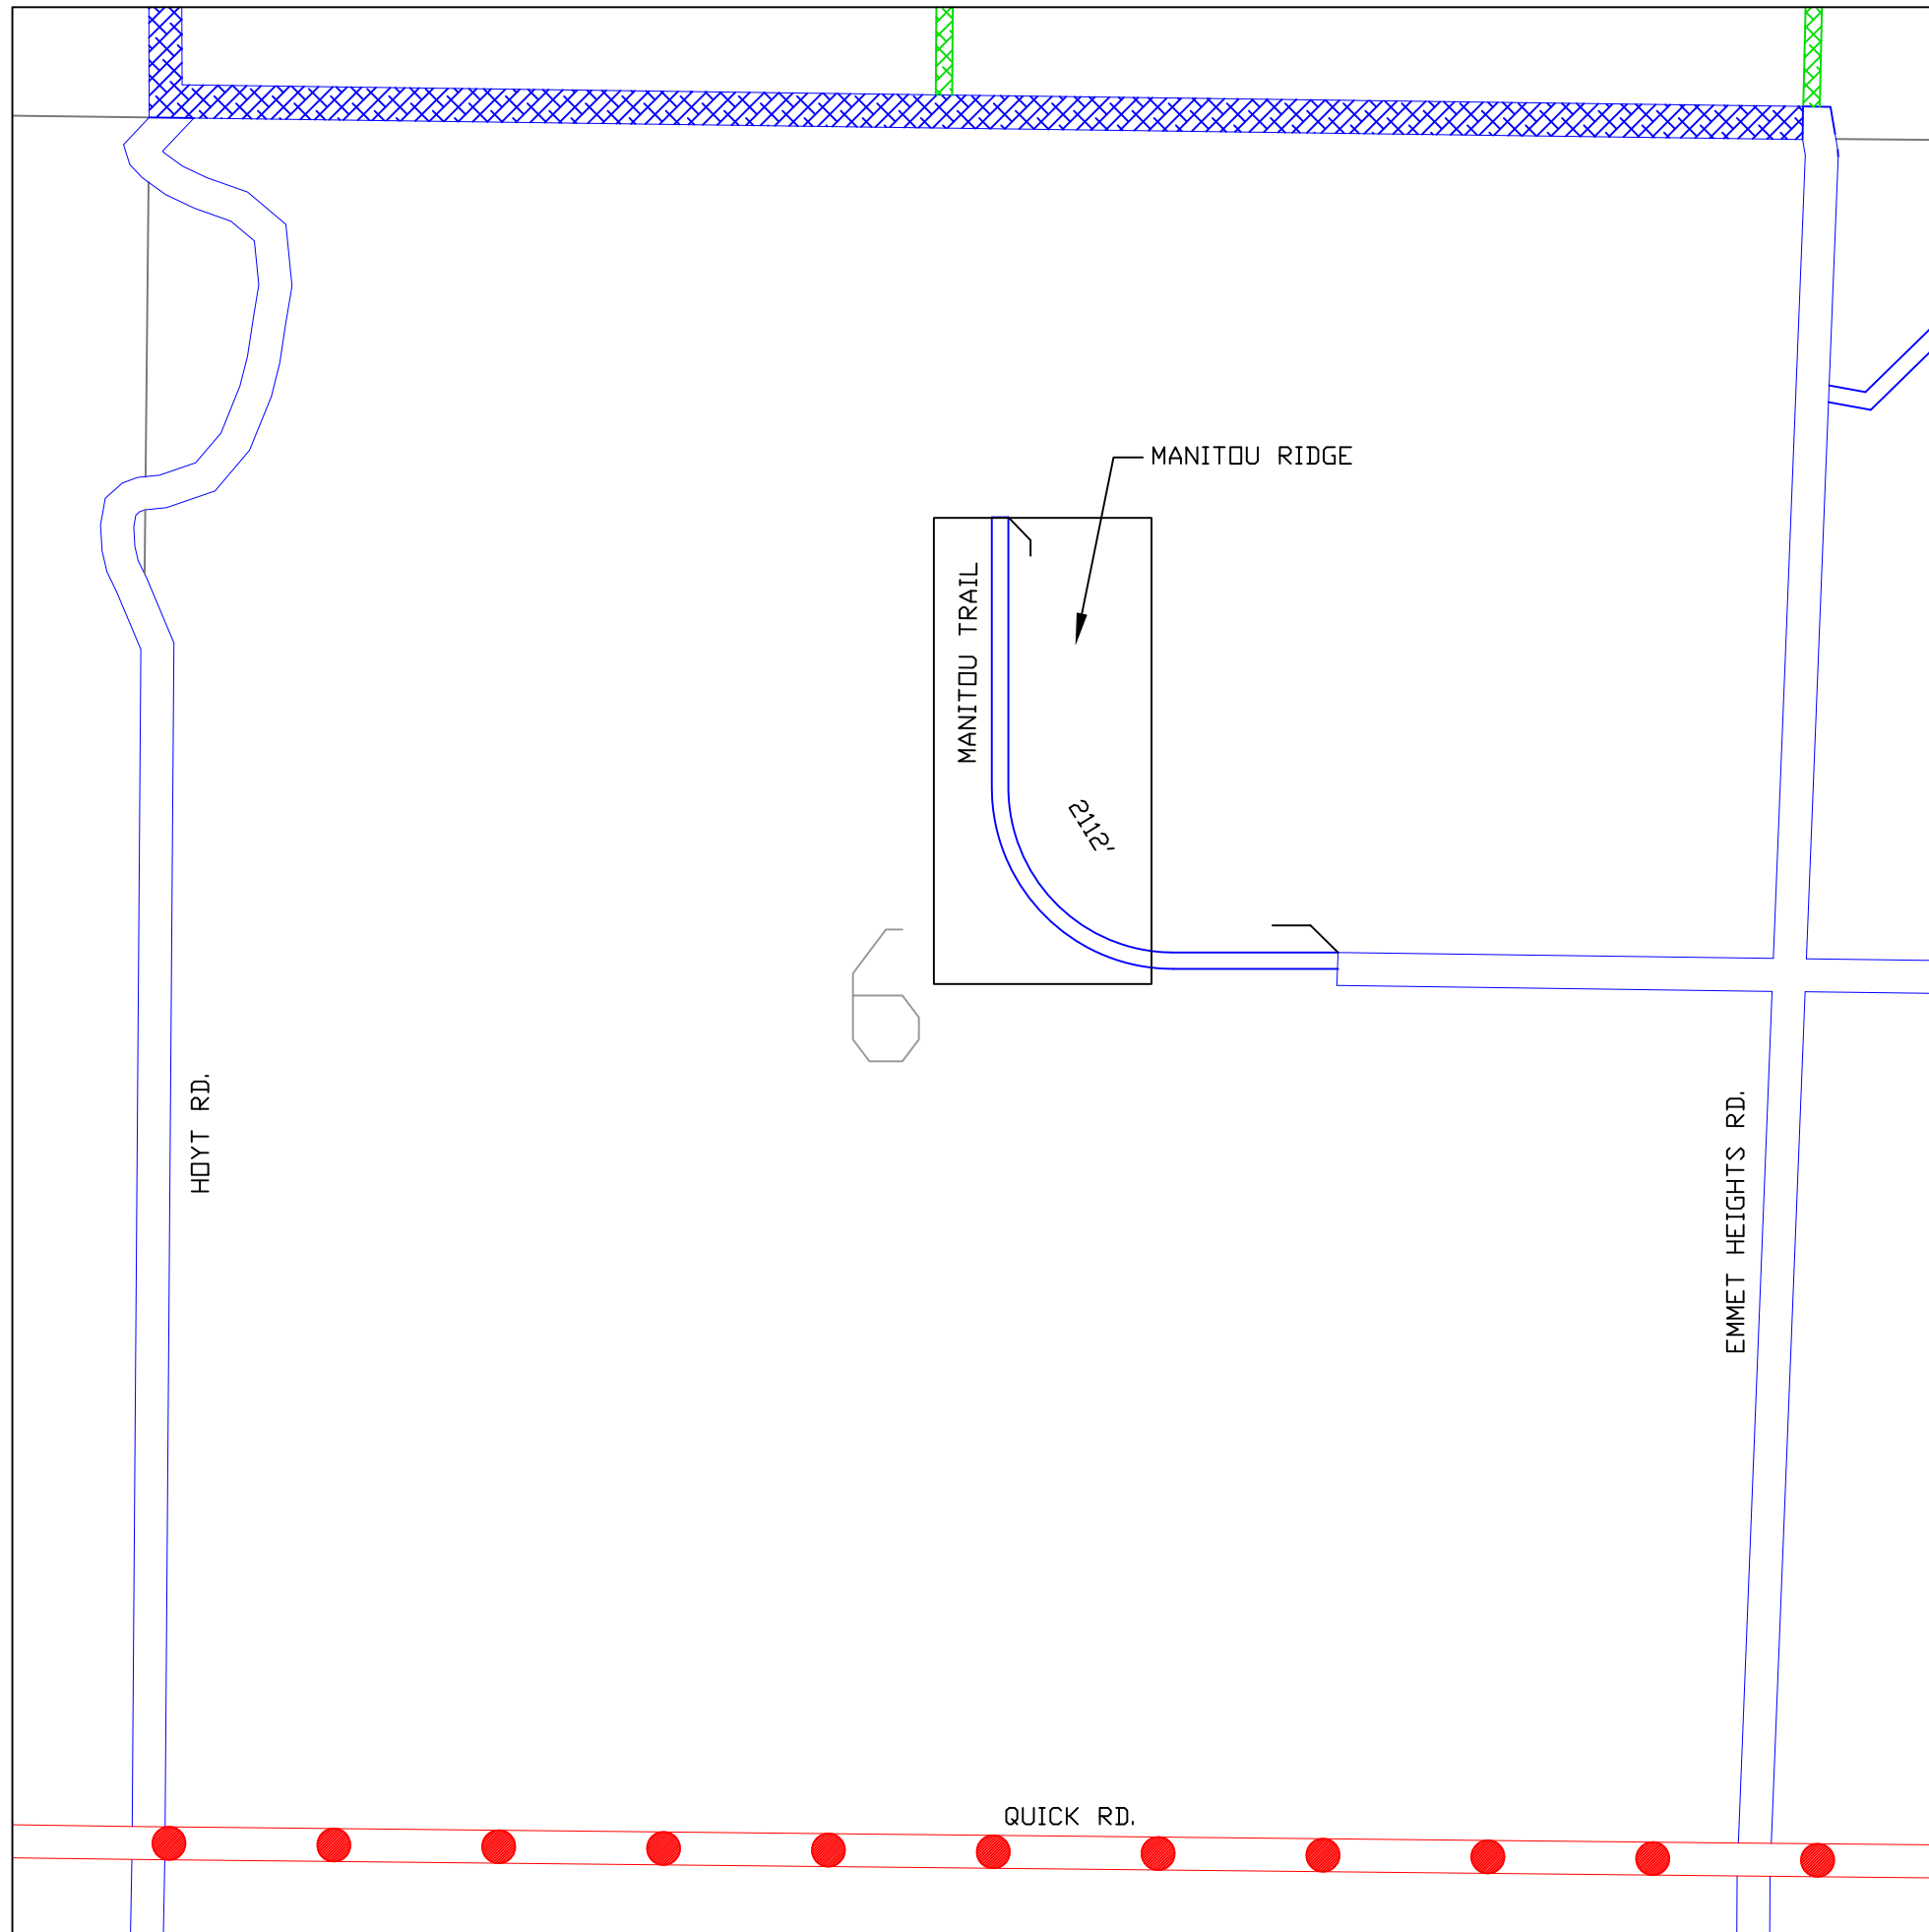 MANITOU RIDGE
MANITOU TRAIL
2112'
6
HOYT RD.
EMMET HEIGHTS RD.
QUICK RD.